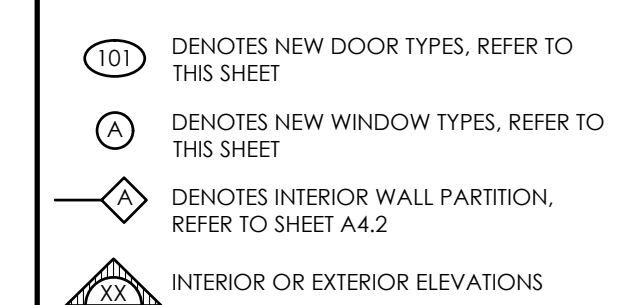 101 DENOTES NEW DOOR TYPES, REFER TO
THIS SHEET
A DENOTES NEW WINDOW TYPES, REFER TO
THIS SHEET
A DENOTES INTERIOR WALL PARTITION,
REFER TO SHEET A4.2
XX INTERIOR OR EXTERIOR ELEVATIONS